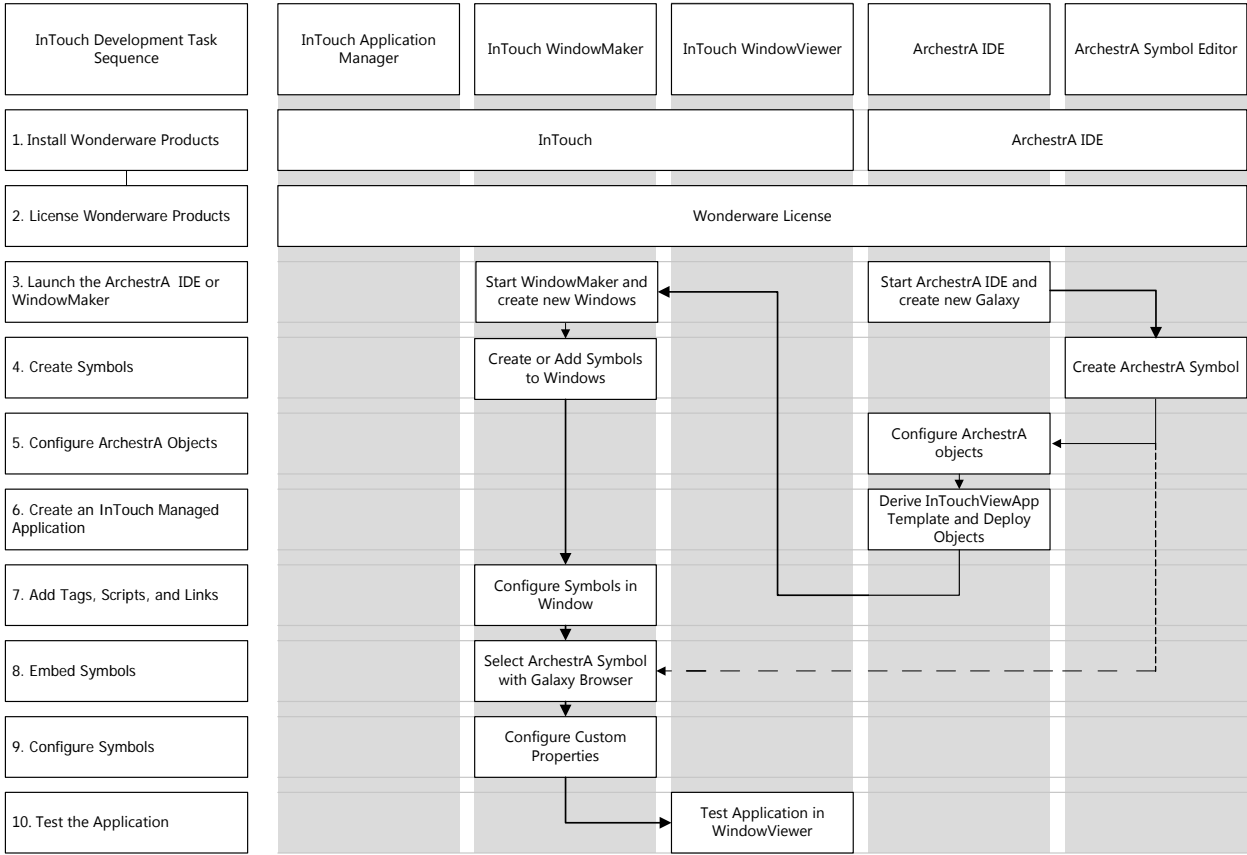 InTouch Development Task
Sequence
InTouch Application
Manager
InTouch WindowMaker
InTouch WindowViewer
ArchestrA IDE
ArchestrA Symbol Editor
1. Install Wonderware Products
InTouch
ArchestrA IDE
2. License Wonderware Products
Wonderware License
3. Launch the ArchestrA IDE or
WindowMaker
Start WindowMaker and
create new Windows
Start ArchestrA IDE and
create new Galaxy
4. Create Symbols
Create or Add Symbols
to Windows
Create ArchestrA Symbol
5. Configure ArchestrA Objects
Configure ArchestrA
objects
6. Create an InTouch Managed
Application
Derive InTouchViewApp
Template and Deploy
Objects
7. Add Tags, Scripts, and Links
Configure Symbols in
Window
8. Embed Symbols
Select ArchestrA Symbol
with Galaxy Browser
9. Configure Symbols
Configure Custom
Properties
10. Test the Application
Test Application in
WindowViewer